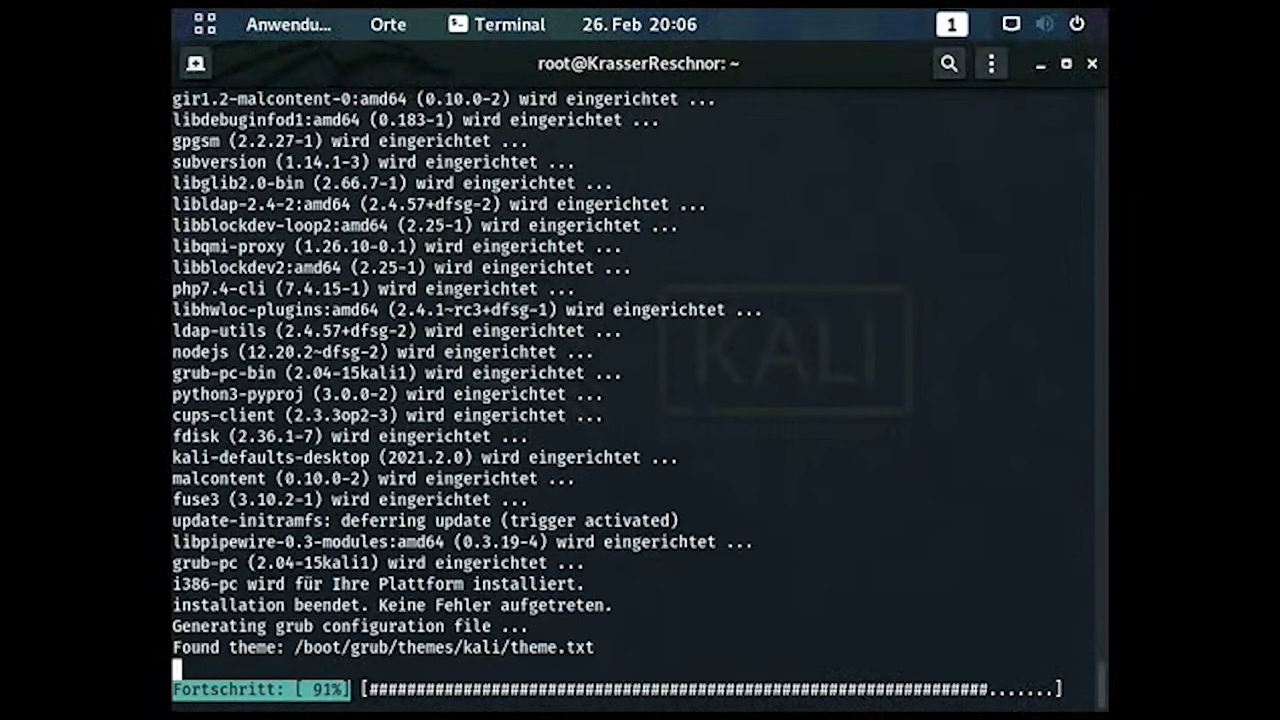 Anwendu... Orte Terminal 26. Feb 20:06 1
root@KrasserReschnor: ~
gir1.2-malcontent-0:amd64 (0.10.0-2) wird eingerichtet ...
libdebuginfod1:amd64 (0.183-1) wird eingerichtet ...
gpgsm (2.2.27-1) wird eingerichtet ...
subversion (1.14.1-3) wird eingerichtet ...
libglib2.0-bin (2.66.7-1) wird eingerichtet ...
libldap-2.4-2:amd64 (2.4.57+dfsg-2) wird eingerichtet ...
libblockdev-loop2:amd64 (2.25-1) wird eingerichtet ...
libqmi-proxy (1.26.10-0.1) wird eingerichtet ...
libblockdev2:amd64 (2.25-1) wird eingerichtet ...
php7.4-cli (7.4.15-1) wird eingerichtet ...
libhwloc-plugins:amd64 (2.4.1~rc3+dfsg-1) wird eingerichtet ...
ldap-utils (2.4.57+dfsg-2) wird eingerichtet ...
nodejs (12.20.2~dfsg-2) wird eingerichtet ...
grub-pc-bin (2.04-15kali1) wird eingerichtet ...
python3-pyproj (3.0.0-2) wird eingerichtet ...
cups-client (2.3.3op2-3) wird eingerichtet ...
fdisk (2.36.1-7) wird eingerichtet ...
kali-defaults-desktop (2021.2.0) wird eingerichtet ...
malcontent (0.10.0-2) wird eingerichtet ...
fuse3 (3.10.2-1) wird eingerichtet ...
update-initramfs: deferring update (trigger activated)
libpipewire-0.3-modules:amd64 (0.3.19-4) wird eingerichtet ...
grub-pc (2.04-15kali1) wird eingerichtet ...
i386-pc wird für Ihre Plattform installiert.
installation beendet. Keine Fehler aufgetreten.
Generating grub configuration file ...
Found theme: /boot/grub/themes/kali/theme.txt
Fortschritt: [ 91%] [##################################################################.......]
KALI